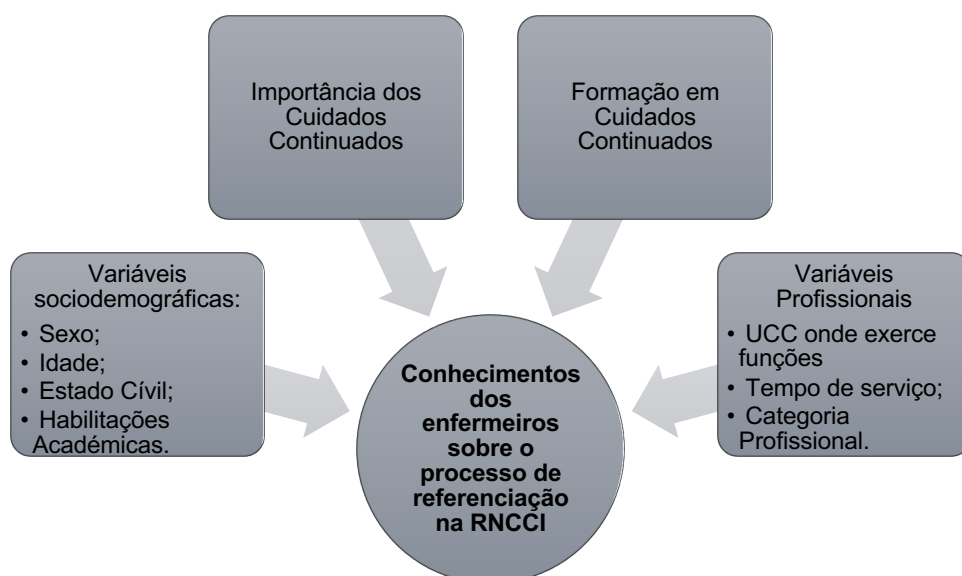 Importância dos
Cuidados
Continuados
Formação em
Cuidados
Continuados
Variáveis
sociodemográficas:
• Sexo;
• Idade;
• Estado Cívil;
• Habilitações
Académicas.
Variáveis
Profissionais
• UCC onde exerce
funções
• Tempo de serviço;
• Categoria
Profissional.
Conhecimentos
dos
enfermeiros
sobre o
processo de
referenciação
na RNCCI